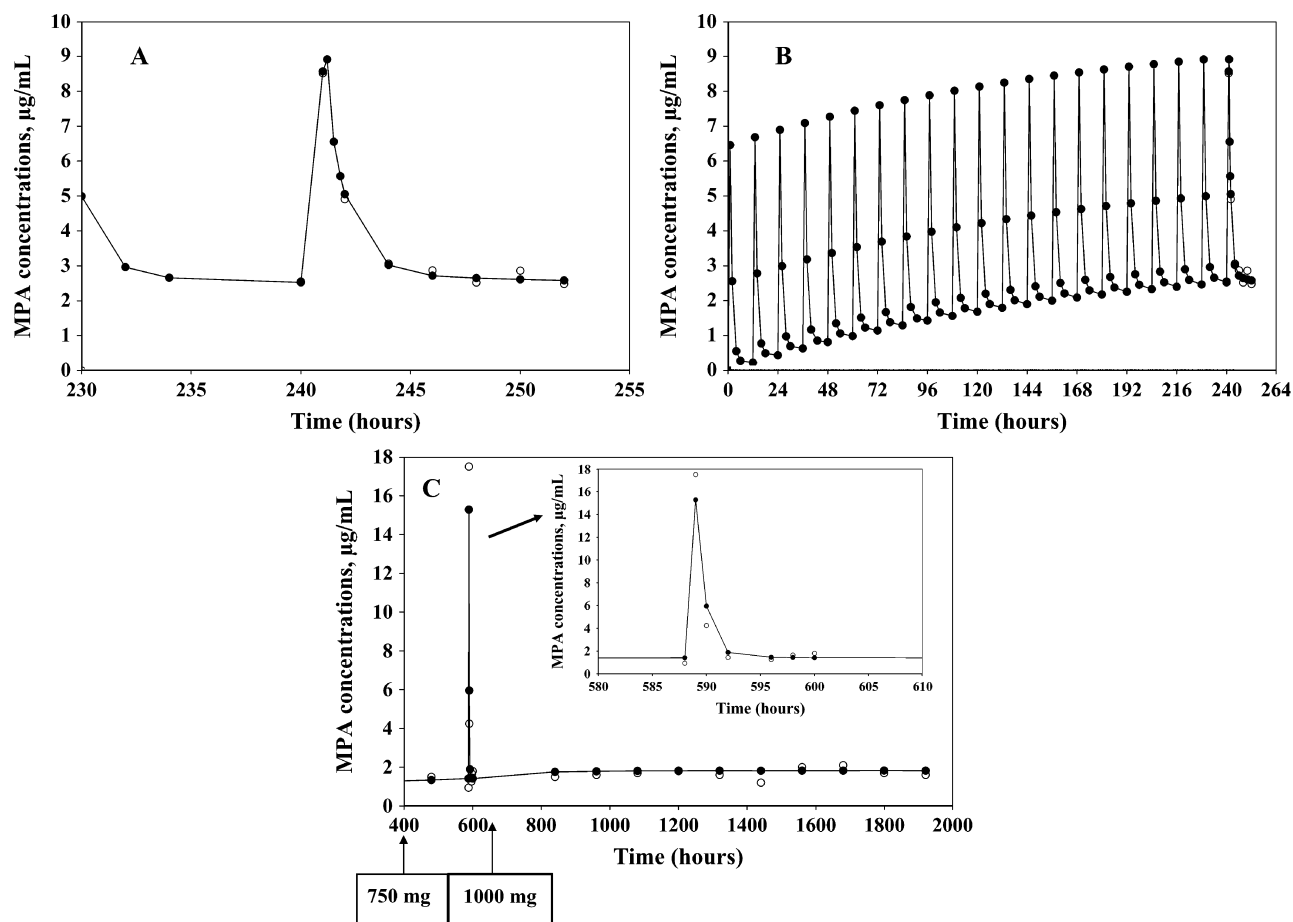 A
MPA concentrations, µg/mL
10
9
8
7
6
5
4
3
2
1
0
230 235 240 245 250 255
Time (hours)
B
MPA concentrations, µg/mL
10
9
8
7
6
5
4
3
2
1
0
0 24 48 72 96 120 144 168 192 216 240 264
Time (hours)
C
MPA concentrations, µg/mL
18
16
14
12
10
8
6
4
2
0
400 600 800 1000 1200 1400 1600 1800 2000
Time (hours)
MPA concentrations, µg/mL
18
16
14
12
10
8
6
4
2
0
580 585 590 595 600 605 610
Time (hours)
750 mg
1000 mg